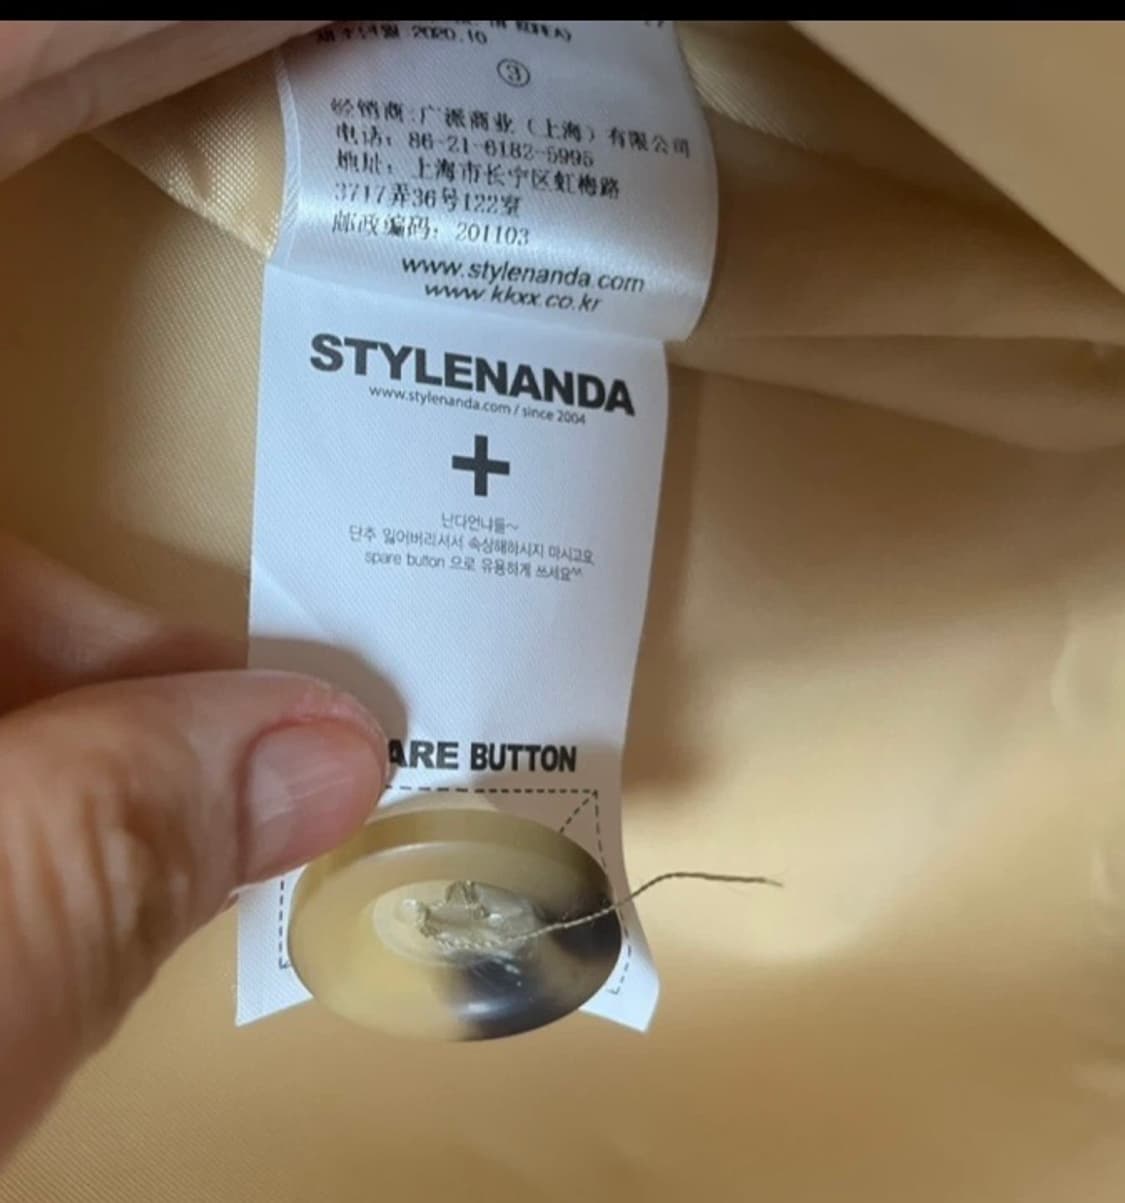 2020.10
③
经销商:广派商业（上海）有限公司
电话：86-21-6182-5995
地址：上海市长宁区虹梅路
3717弄36号122室
邮政编码：201103
www.stylenanda.com
www.kkxx.co.kr
STYLENANDA
www.stylenanda.com / since 2004
+
난다언냐들~
단추 잃어버리셔서 속상해하시지 마시고요
spare button 으로 유용하게 쓰세요^^
ARE BUTTON